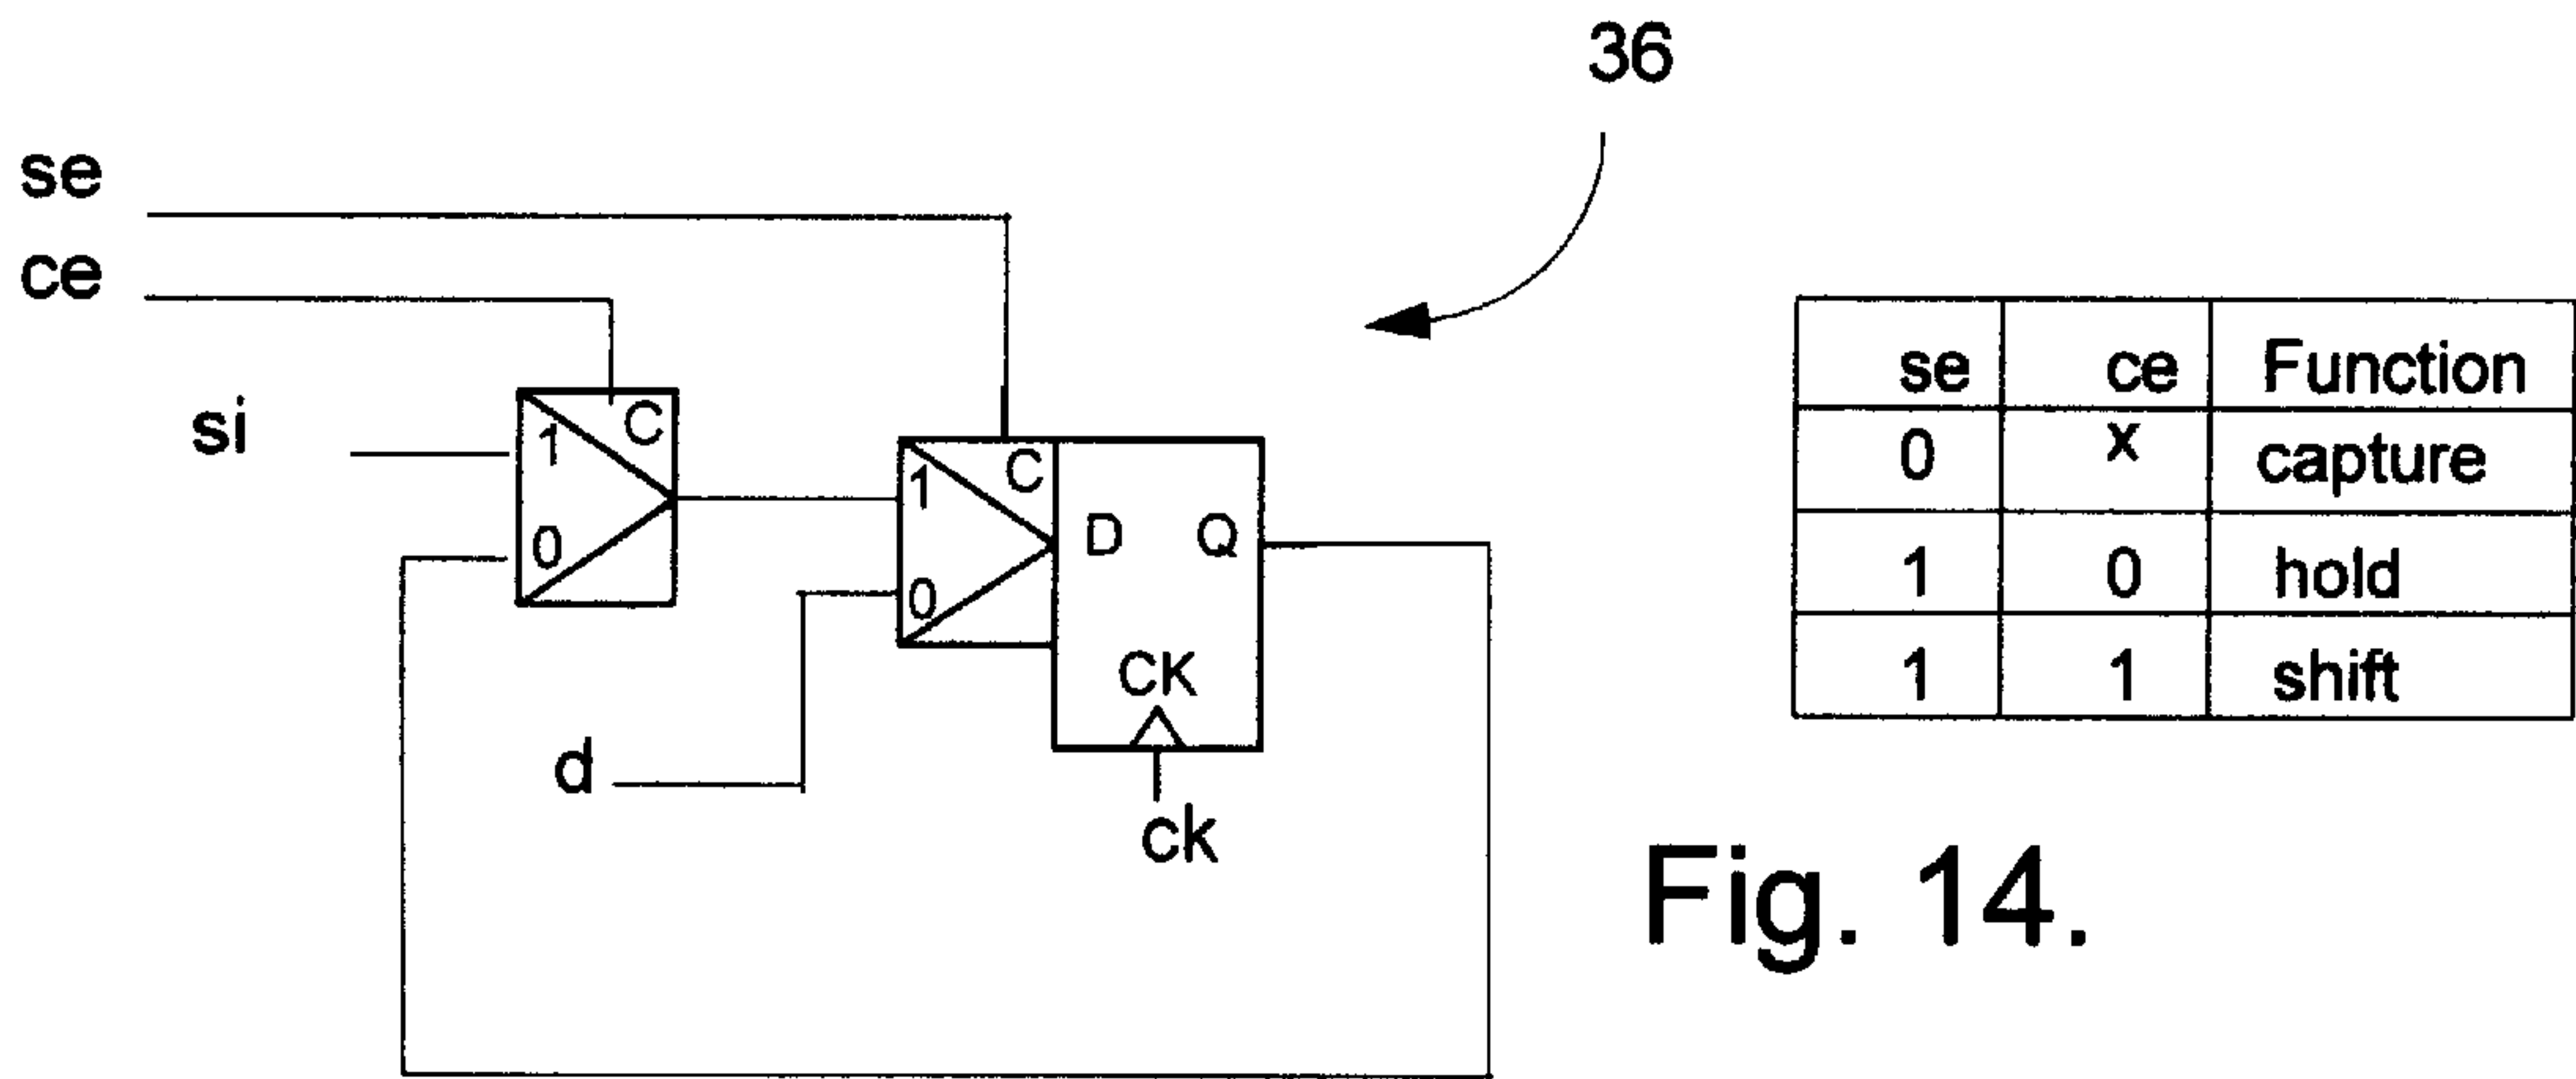 36
se
ce
si
1
C
0
1
C
0
D
Q
CK
d
ck
se ce Function
0 x capture
1 0 hold
1 1 shift
Fig. 14.